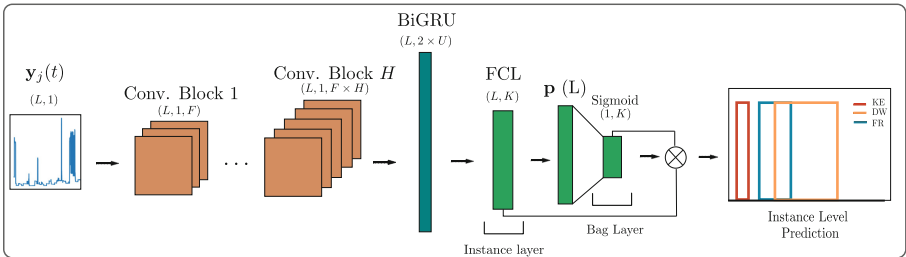 y_j(t)
(L, 1)
Conv. Block 1
(L, 1, F)
. . .
Conv. Block H
(L, 1, F × H)
BiGRU
(L, 2 × U)
FCL
(L, K)
Instance layer
p (L)
Sigmoid
(1, K)
Bag Layer
KE
DW
FR
Instance Level
Prediction